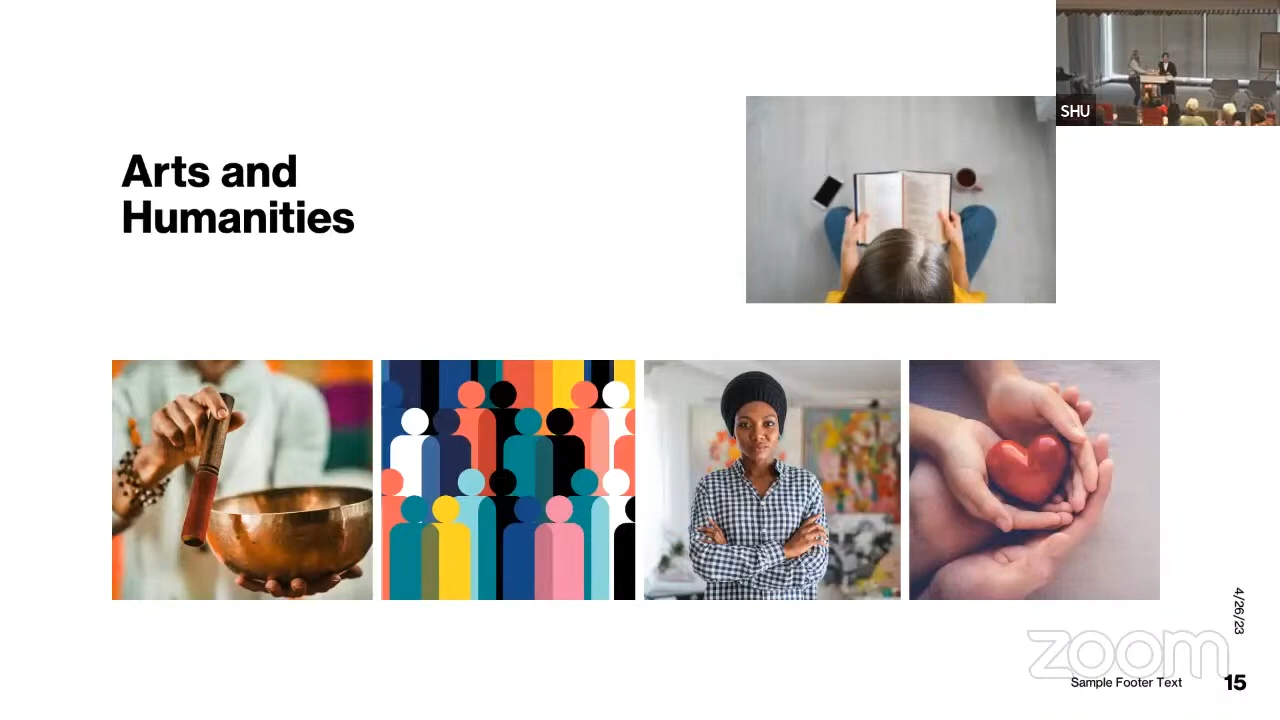 SHU
Arts and
Humanities
4/26/23
zoom
Sample Footer Text
15